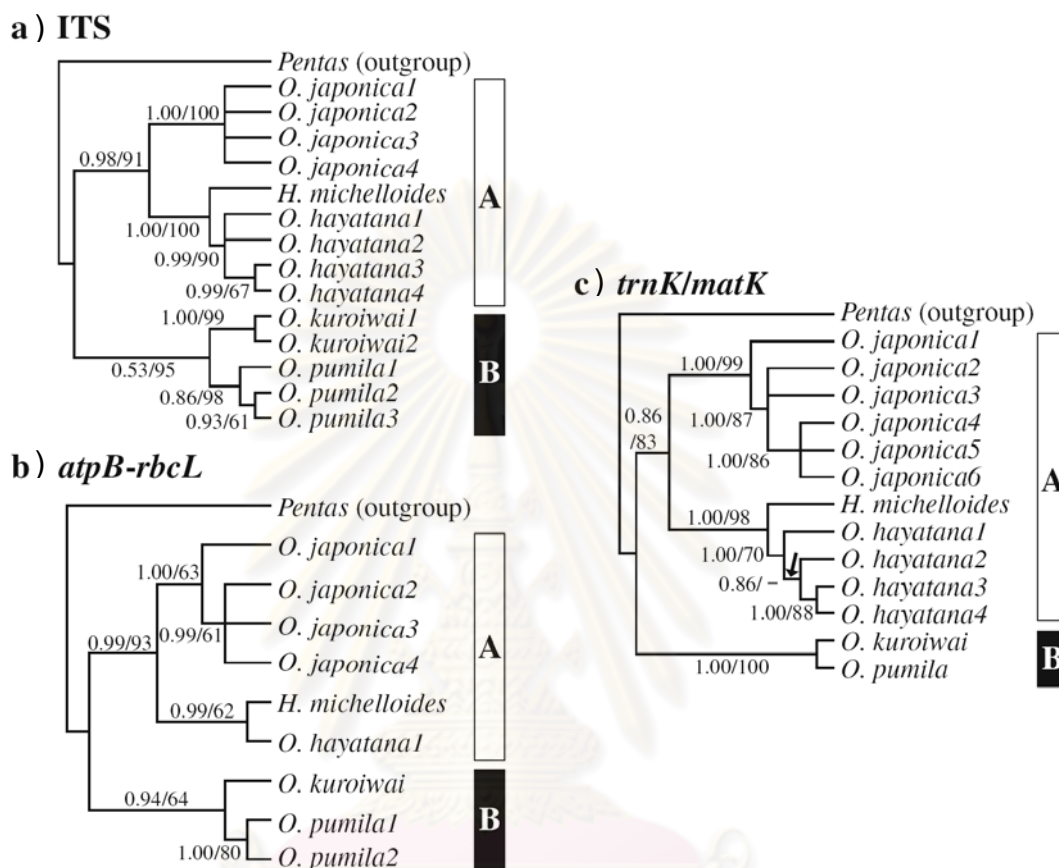 a ) ITS
Pentas (outgroup)
O. japonica1
1.00/100
O. japonica2
O. japonica3
0.98/91
O. japonica4
H. michelloides
A
1.00/100
O. hayatana1
O. hayatana2
0.99/90
O. hayatana3
0.99/67
O. hayatana4
1.00/99
O. kuroiwai1
O. kuroiwai2
0.53/95
O. pumila1
B
0.86/98
O. pumila2
0.93/61
O. pumila3
b ) atpB-rbcL
Pentas (outgroup)
O. japonica1
1.00/63
O. japonica2
0.99/93
0.99/61
O. japonica3
A
O. japonica4
H. michelloides
0.99/62
O. hayatana1
O. kuroiwai
0.94/64
O. pumila1
B
1.00/80
O. pumila2
c ) trnK/matK
Pentas (outgroup)
O. japonica1
1.00/99
O. japonica2
O. japonica3
0.86
/83
1.00/87
O. japonica4
O. japonica5
1.00/86
O. japonica6
A
H. michelloides
1.00/98
O. hayatana1
1.00/70
O. hayatana2
0.86/ –
O. hayatana3
1.00/88
O. hayatana4
O. kuroiwai
B
1.00/100
O. pumila